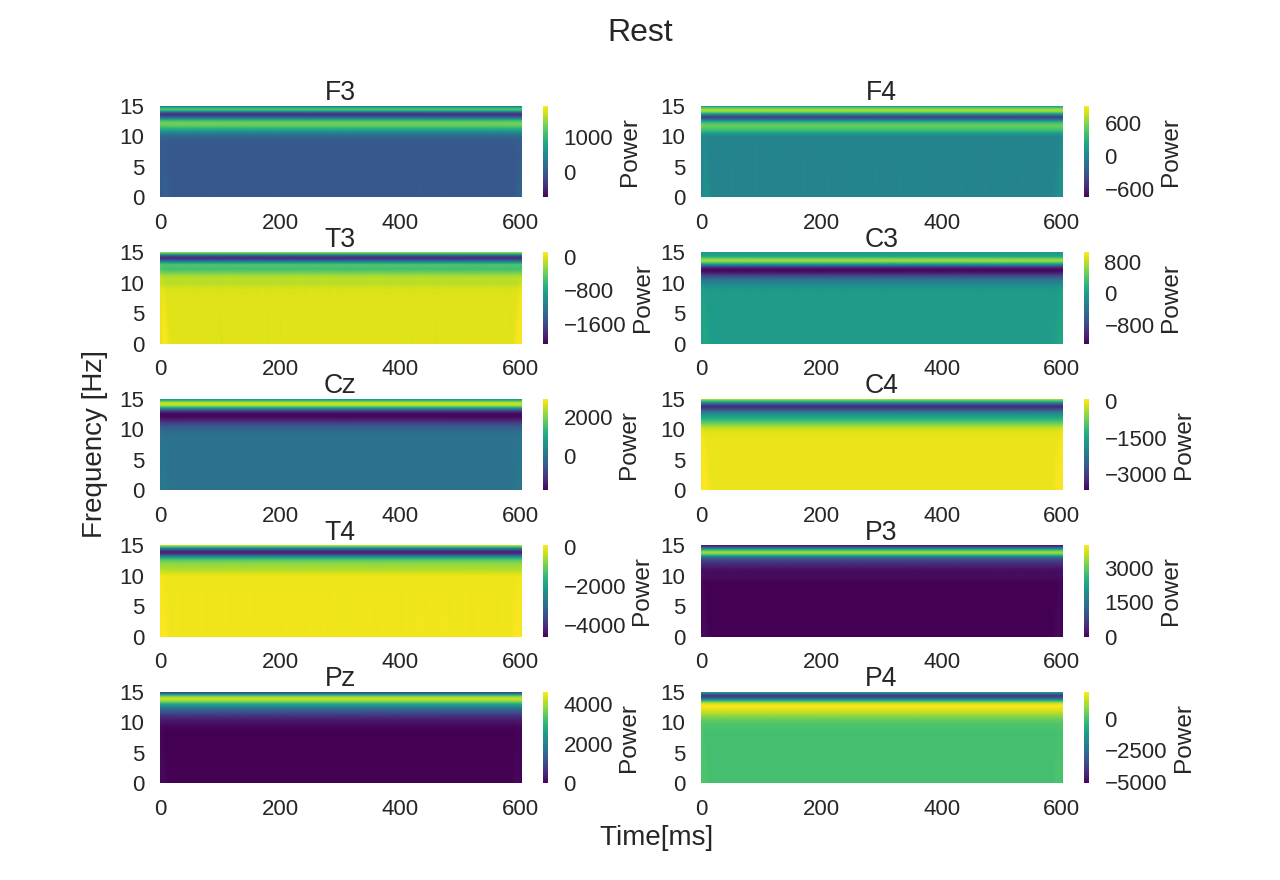 Rest
F3
15
10
5
0
0 200 400 600
1000
0
Power
F4
15
10
5
0
0 200 400 600
600
0
−600
Power
T3
15
10
5
0
0 200 400 600
0
−800
−1600
Power
C3
15
10
5
0
0 200 400 600
800
0
−800
Power
Cz
15
10
5
0
0 200 400 600
2000
0
Power
C4
15
10
5
0
0 200 400 600
0
−1500
−3000
Power
T4
15
10
5
0
0 200 400 600
0
−2000
−4000
Power
P3
15
10
5
0
0 200 400 600
3000
1500
0
Power
Pz
15
10
5
0
0 200 400 600
4000
2000
0
Power
P4
15
10
5
0
0 200 400 600
0
−2500
−5000
Power
Frequency [Hz]
Time[ms]